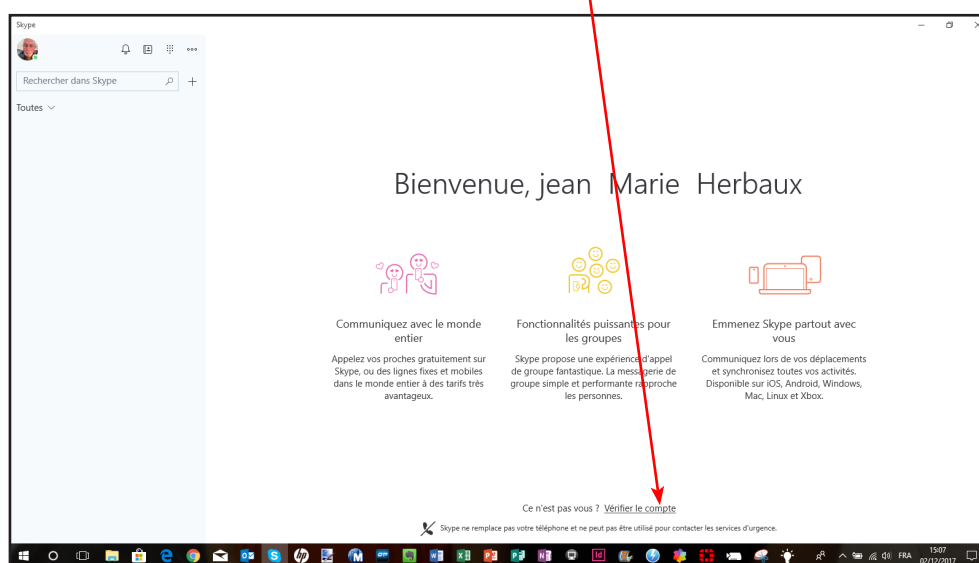 Skype
Rechercher dans Skype
Toutes
Bienvenue, jean Marie Herbaux
Communiquez avec le monde
entier
Appelez vos proches gratuitement sur
Skype, ou des lignes fixes et mobiles
dans le monde entier à des tarifs très
avantageux.
Fonctionnalités puissantes pour
les groupes
Skype propose une expérience d'appel
de groupe fantastique. La messagerie de
groupe simple et performante rapproche
les personnes.
Emmenez Skype partout avec
vous
Communiquez lors de vos déplacements
et synchronisez toutes vos activités.
Disponible sur iOS, Android, Windows,
Mac, Linux et Xbox.
Ce n'est pas vous ? Vérifier le compte
Skype ne remplace pas votre téléphone et ne peut pas être utilisé pour contacter les services d'urgence.
FRA
15:07
02/12/2017